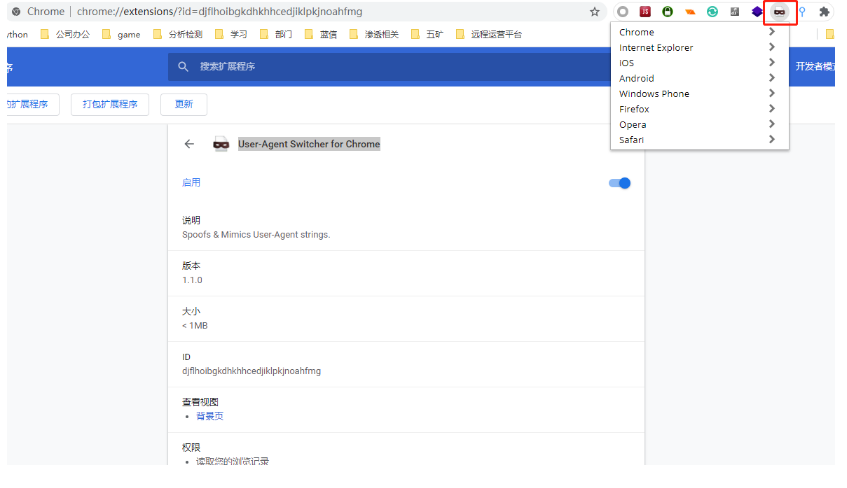 Chrome | chrome://extensions/?id=djflhoibgkdhkhhcedjiklpkjnoahfmg
ython 公司办公 game 分析检测 学习 部门 蓝信 渗透相关 五矿 远程运营平台
序 搜索扩展程序 开发者模式
的扩展程序 打包扩展程序 更新
Chrome
Internet Explorer
iOS
Android
Windows Phone
Firefox
Opera
Safari
User-Agent Switcher for Chrome
启用
说明
Spoofs & Mimics User-Agent strings.
版本
1.1.0
大小
< 1MB
ID
djflhoibgkdhkhhcedjiklpkjnoahfmg
查看视图
• 背景页
权限
• 读取您的浏览记录